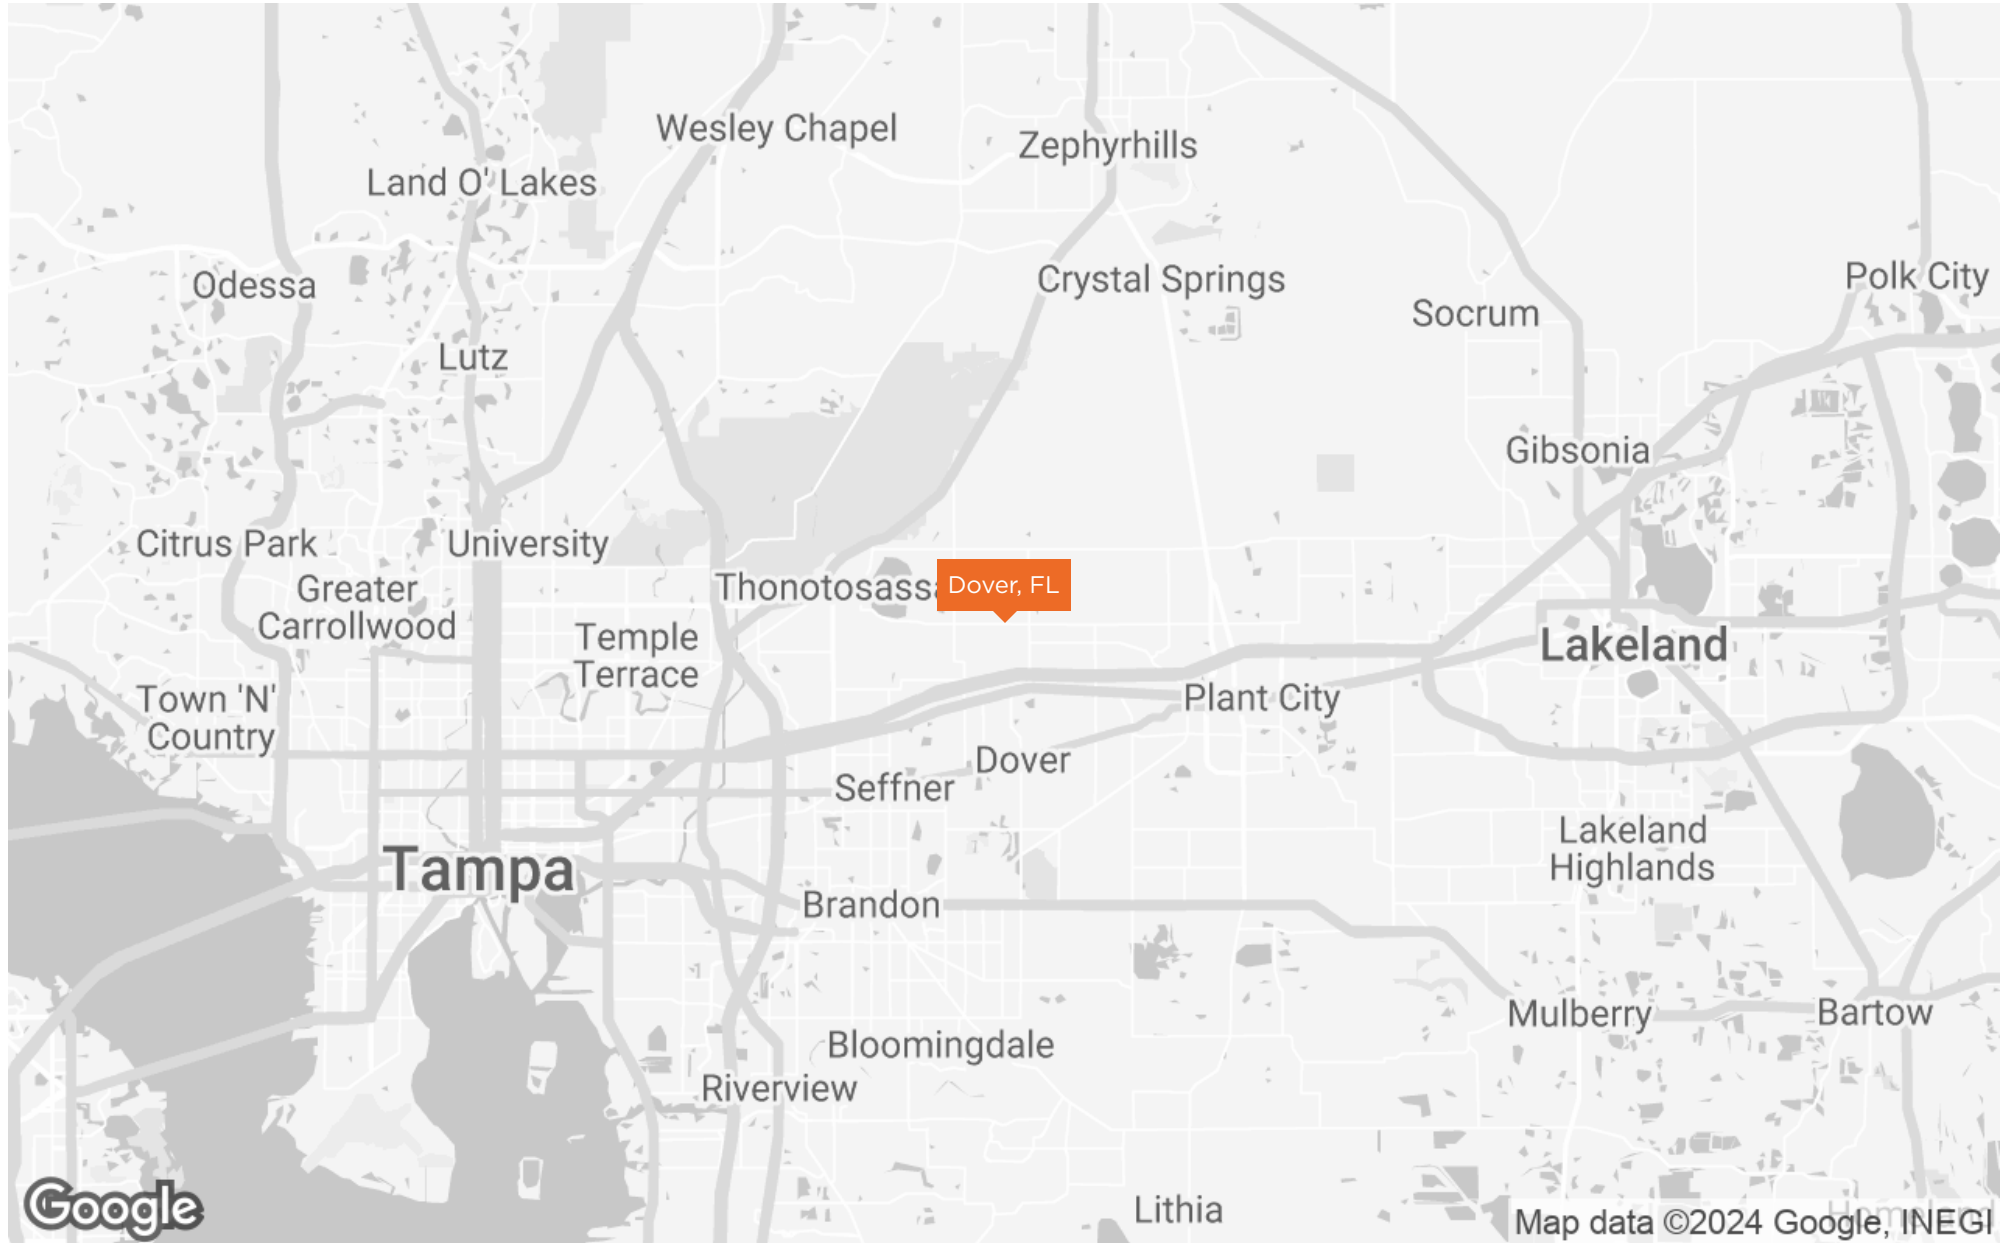 Wesley Chapel
Zephyrhills
Land O' Lakes
Odessa
Crystal Springs
Polk City
Socrum
Lutz
Gibsonia
Citrus Park
University
Greater
Carrollwood
Thonotosassa
Dover, FL
Temple
Terrace
Lakeland
Town 'N'
Country
Plant City
Dover
Seffner
Tampa
Lakeland
Highlands
Brandon
Mulberry
Bartow
Bloomingdale
Riverview
Lithia
Google
Homeland
Map data ©2024 Google, INEGI